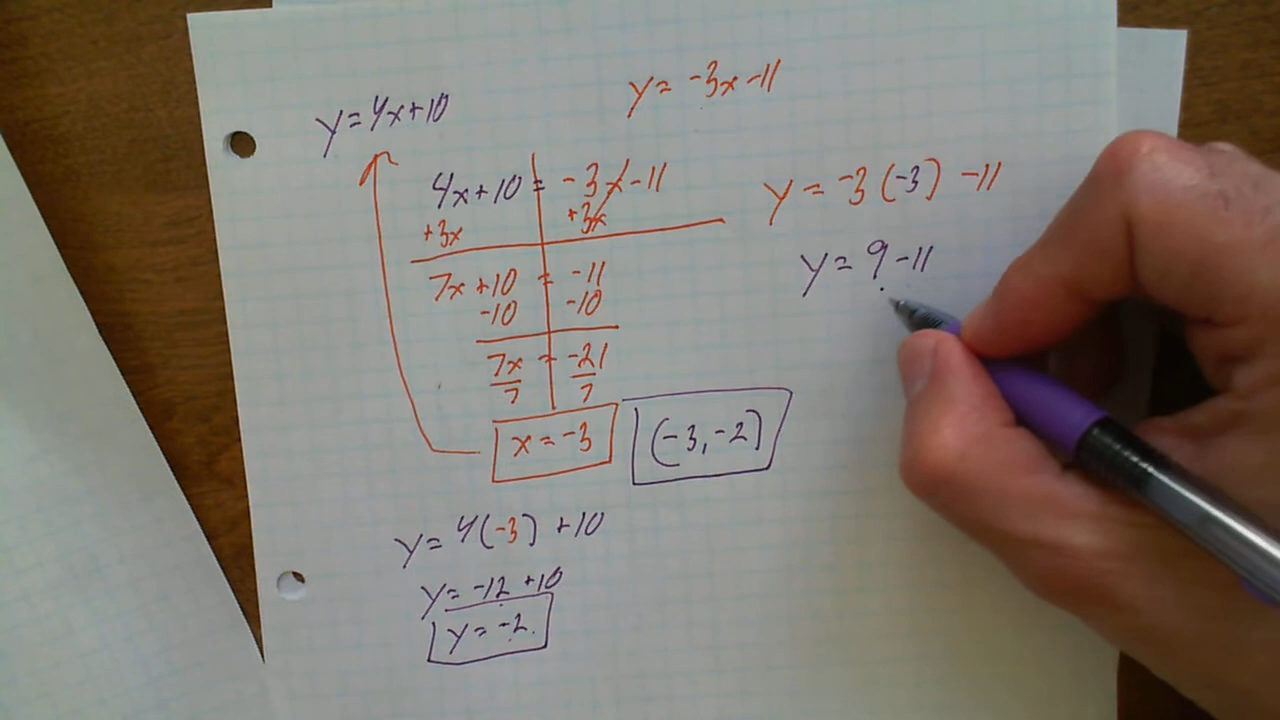 y = 4x+10
y = -3x-11
4x+10 = -3x-11
+3x +3x
7x+10 = -11
-10 -10
7x = -21
7 7
x = -3
(-3,-2)
y = 4(-3) +10
y = -12 +10
y = -2
y = -3(-3) -11
y = 9-11